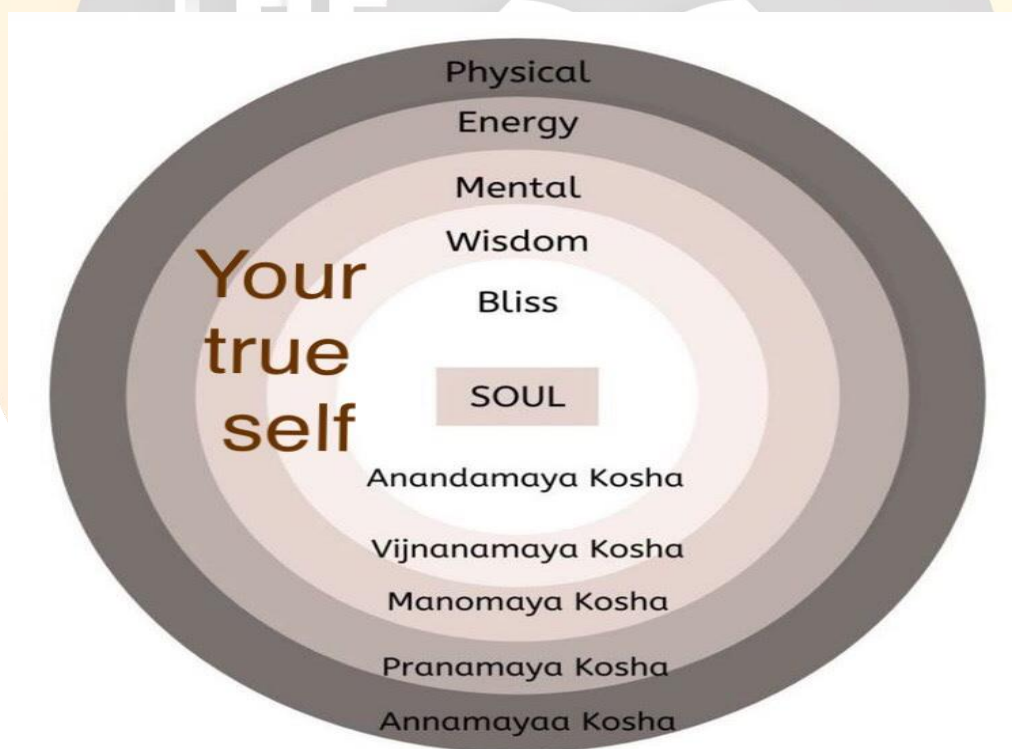 Physical
Energy
Mental
Wisdom
Bliss
Your
true
self
SOUL
Anandamaya Kosha
Vijnanamaya Kosha
Manomaya Kosha
Pranamaya Kosha
Annamayaa Kosha